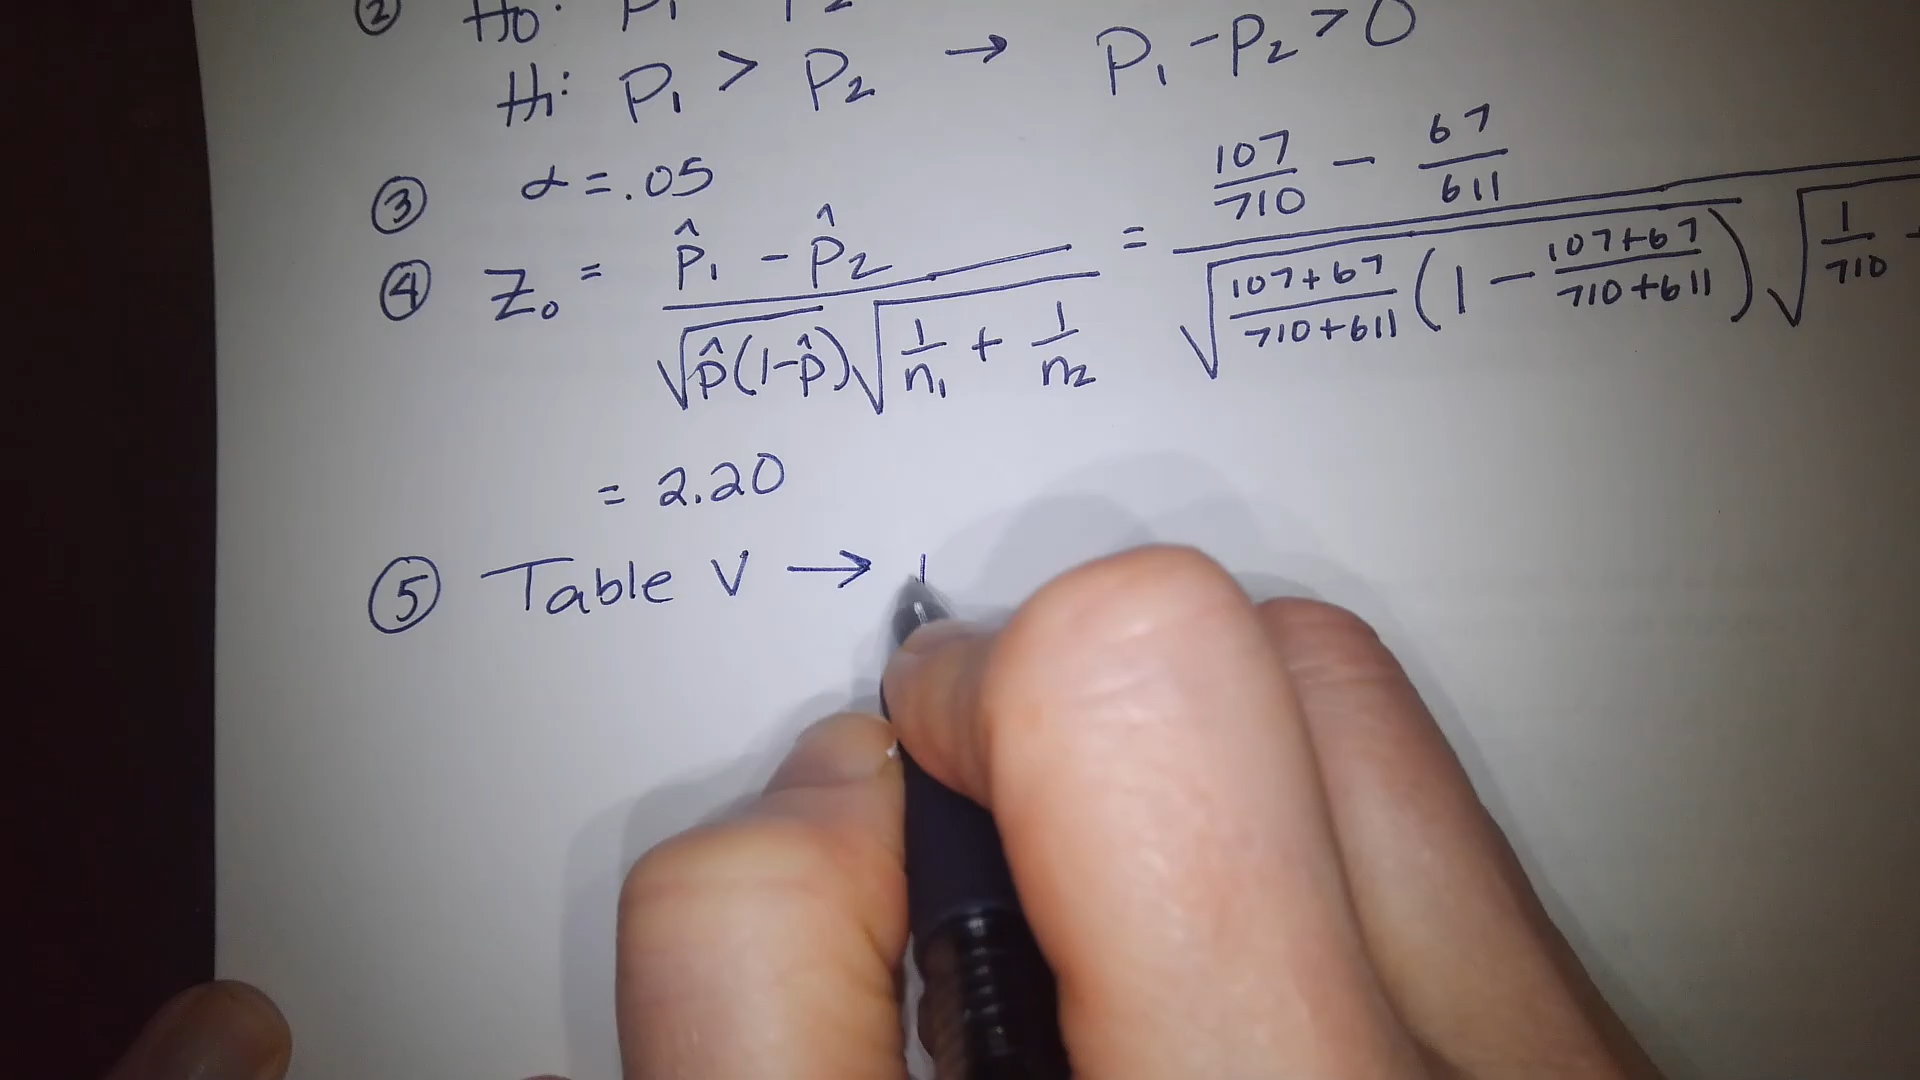 ② H₀: P₁ P₂
H₁: P₁ > P₂ → P₁ - P₂ > 0
③ α = .05
④ Z₀ = (p̂₁ - p̂₂) / (√(p̂(1-p̂)) √(1/n₁ + 1/n₂)) = (107/710 - 67/611) / (√((107+67)/(710+611) (1 - (107+67)/(710+611))) √(1/710 +
= 2.20
⑤ Table V →